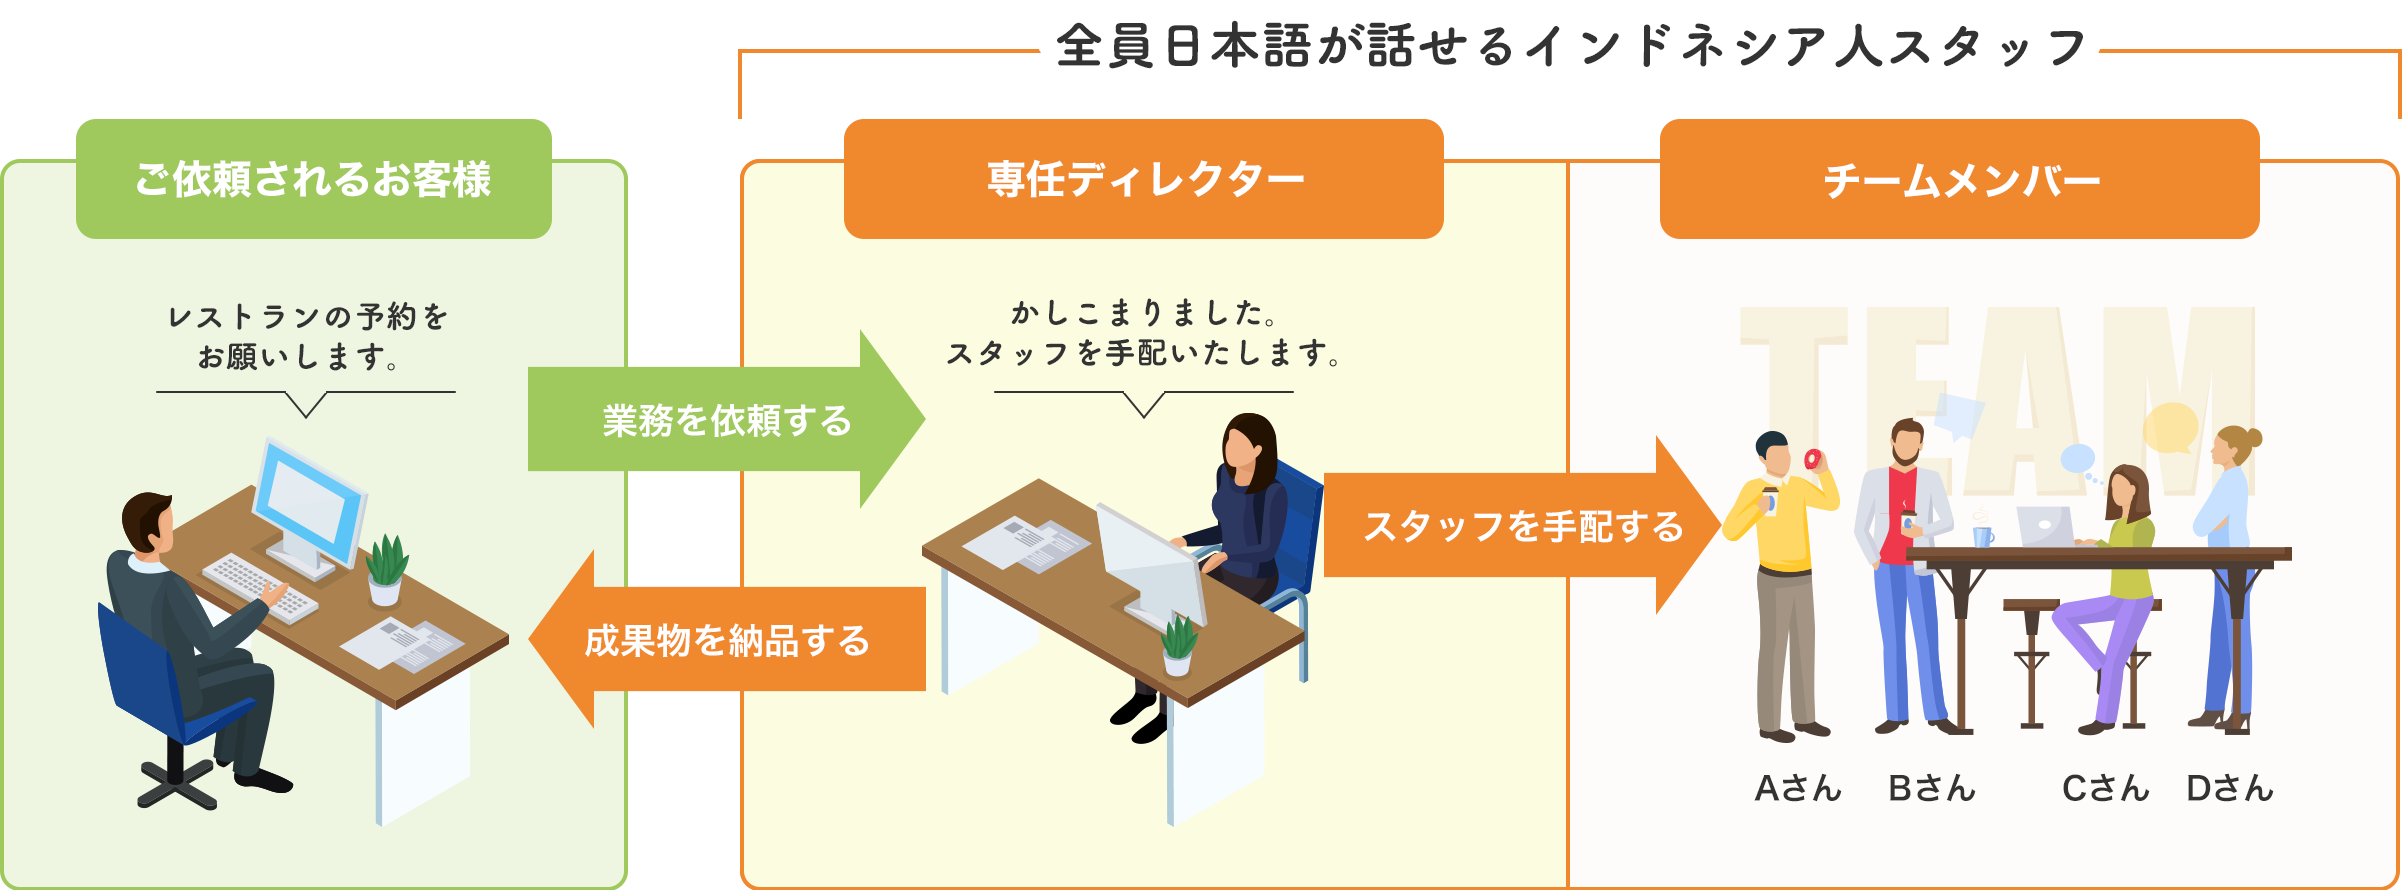 全員日本語が話せるインドネシア人スタッフ
ご依頼されるお客様
専任ディレクター
チームメンバー
レストランの予約を
お願いします。
かしこまりました。
スタッフを手配いたします。
業務を依頼する
成果物を納品する
スタッフを手配する
TEAM
Aさん
Bさん
Cさん
Dさん